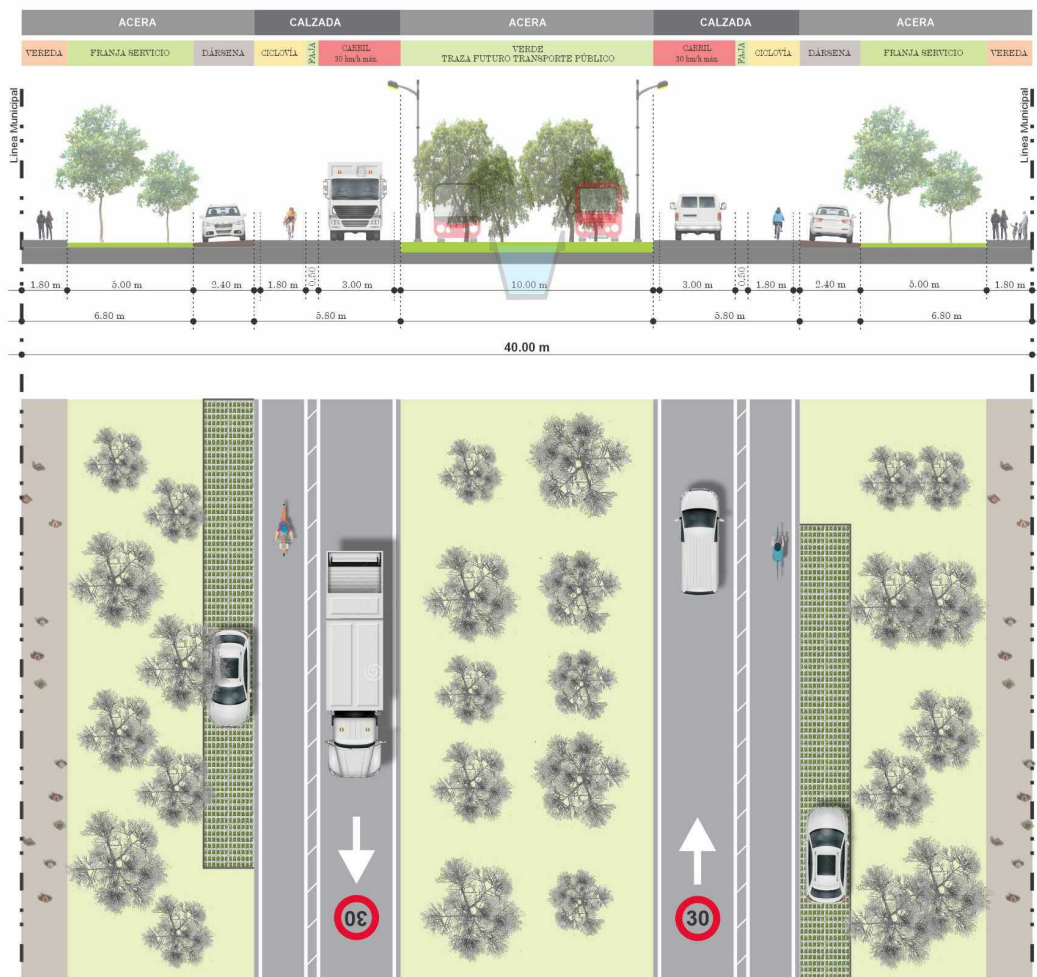 ACERA CALZADA ACERA CALZADA ACERA
VEREDA FRANJA SERVICIO DÁRSENA CICLOVÍA FAJA CARRIL
30 km/h máx. VERDE
TRAZA FUTURO TRANSPORTE PÚBLICO CARRIL
30 km/h máx. FAJA CICLOVÍA DÁRSENA FRANJA SERVICIO VEREDA
Línea Municipal
Línea Municipal
1.80 m 5.00 m 2.40 m 1.80 m 0,50 3.00 m 10.00 m 3.00 m 0,50 1.80 m 2.40 m 5.00 m 1.80 m
6.80 m 5.80 m 5.80 m 6.80 m
40.00 m
30
30